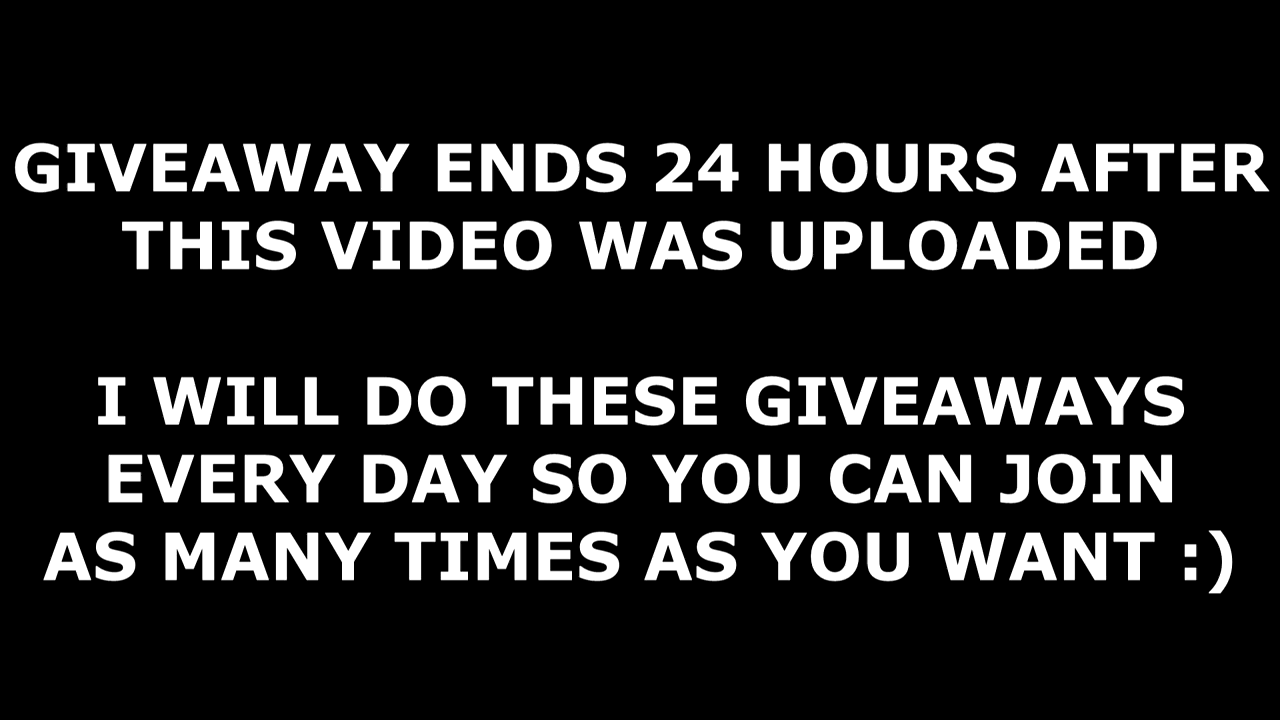 GIVEAWAY ENDS 24 HOURS AFTER
THIS VIDEO WAS UPLOADED
I WILL DO THESE GIVEAWAYS
EVERY DAY SO YOU CAN JOIN
AS MANY TIMES AS YOU WANT :)